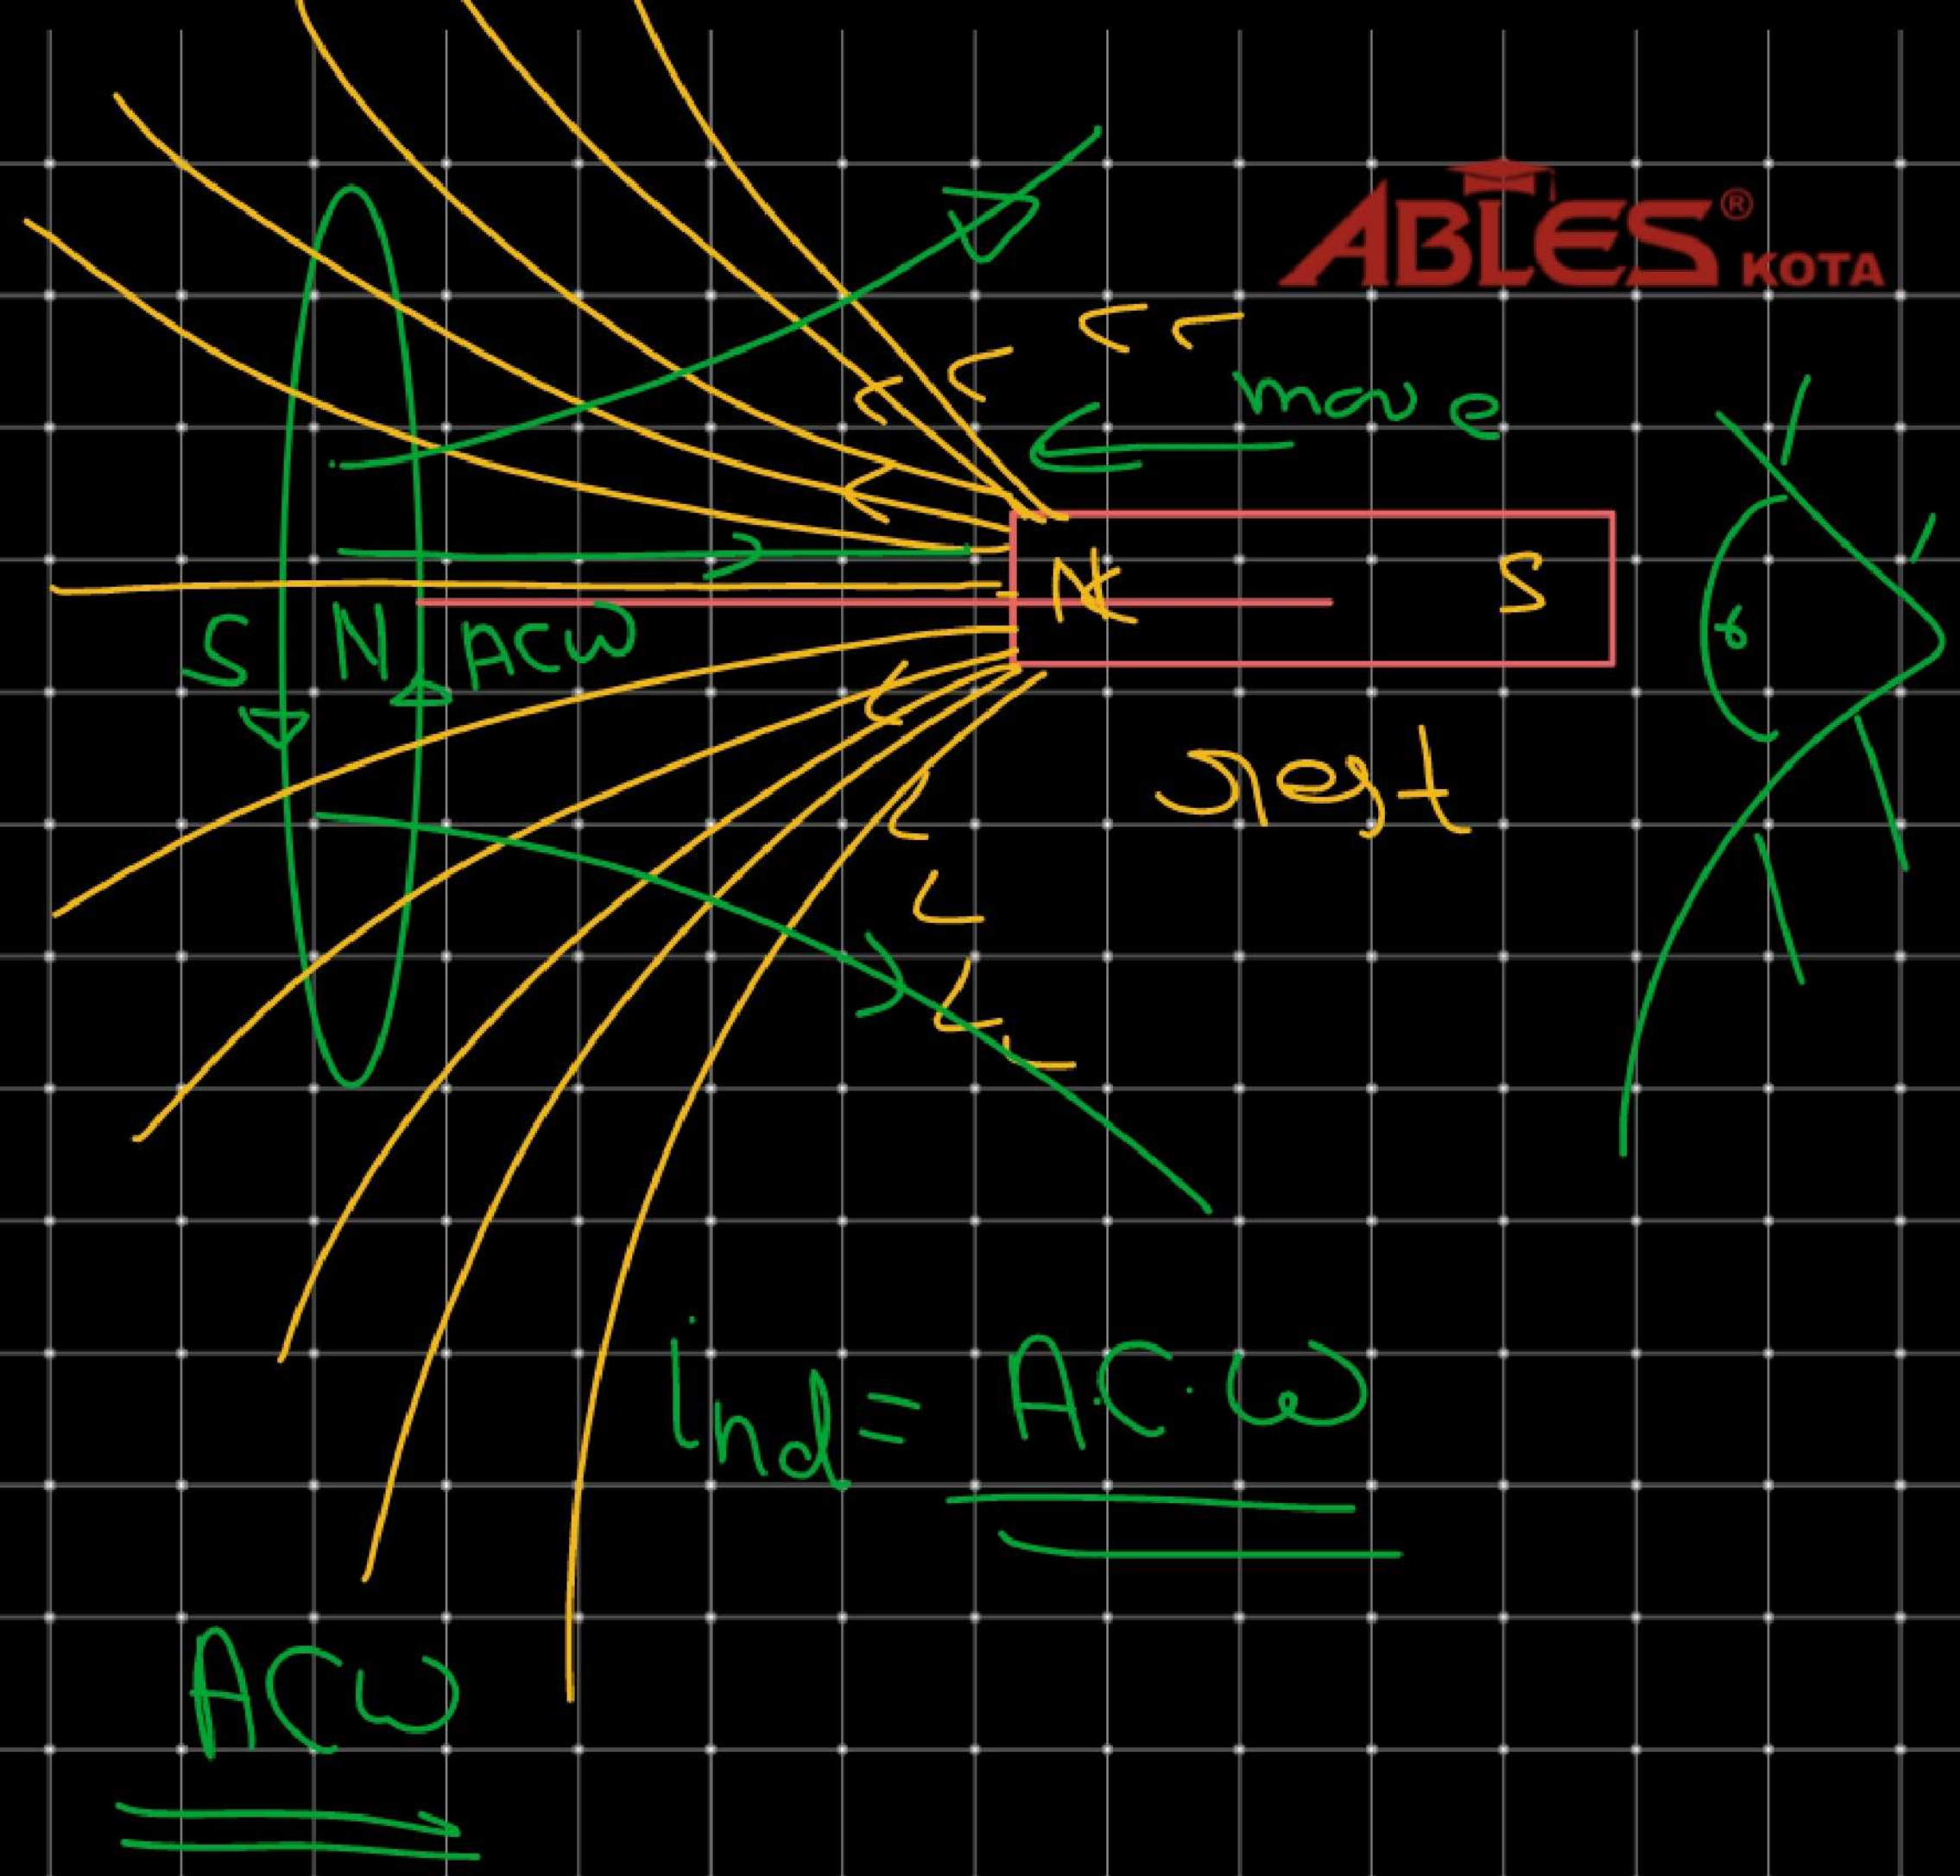 ABLES® KOTA
move
N S
S N ACW
rest
ind = A.C.W
ACW